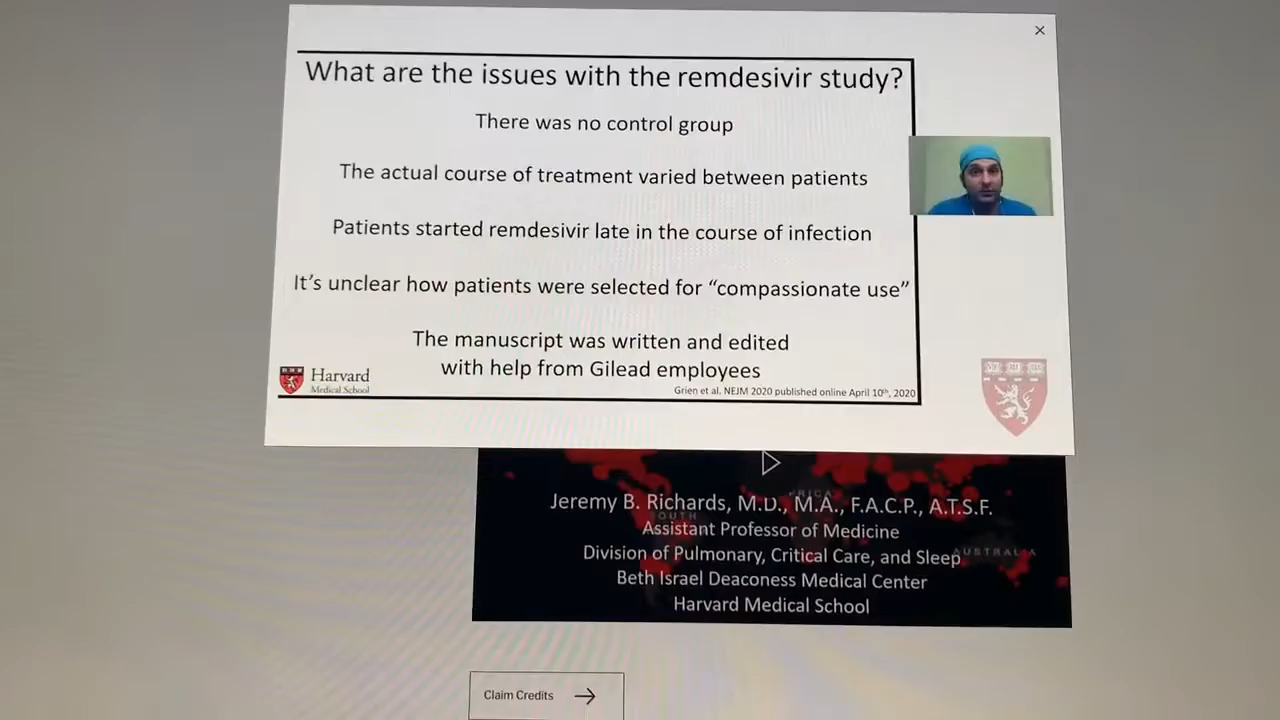 What are the issues with the remdesivir study?
There was no control group
The actual course of treatment varied between patients
Patients started remdesivir late in the course of infection
It's unclear how patients were selected for “compassionate use”
The manuscript was written and edited
with help from Gilead employees
Harvard
Medical School
Grien et al. NEJM 2020 published online April 10th, 2020
Jeremy B. Richards, M.D., M.A., F.A.C.P., A.T.S.F.
Assistant Professor of Medicine
Division of Pulmonary, Critical Care, and Sleep
AUSTRALIA
Beth Israel Deaconess Medical Center
Harvard Medical School
Claim Credits